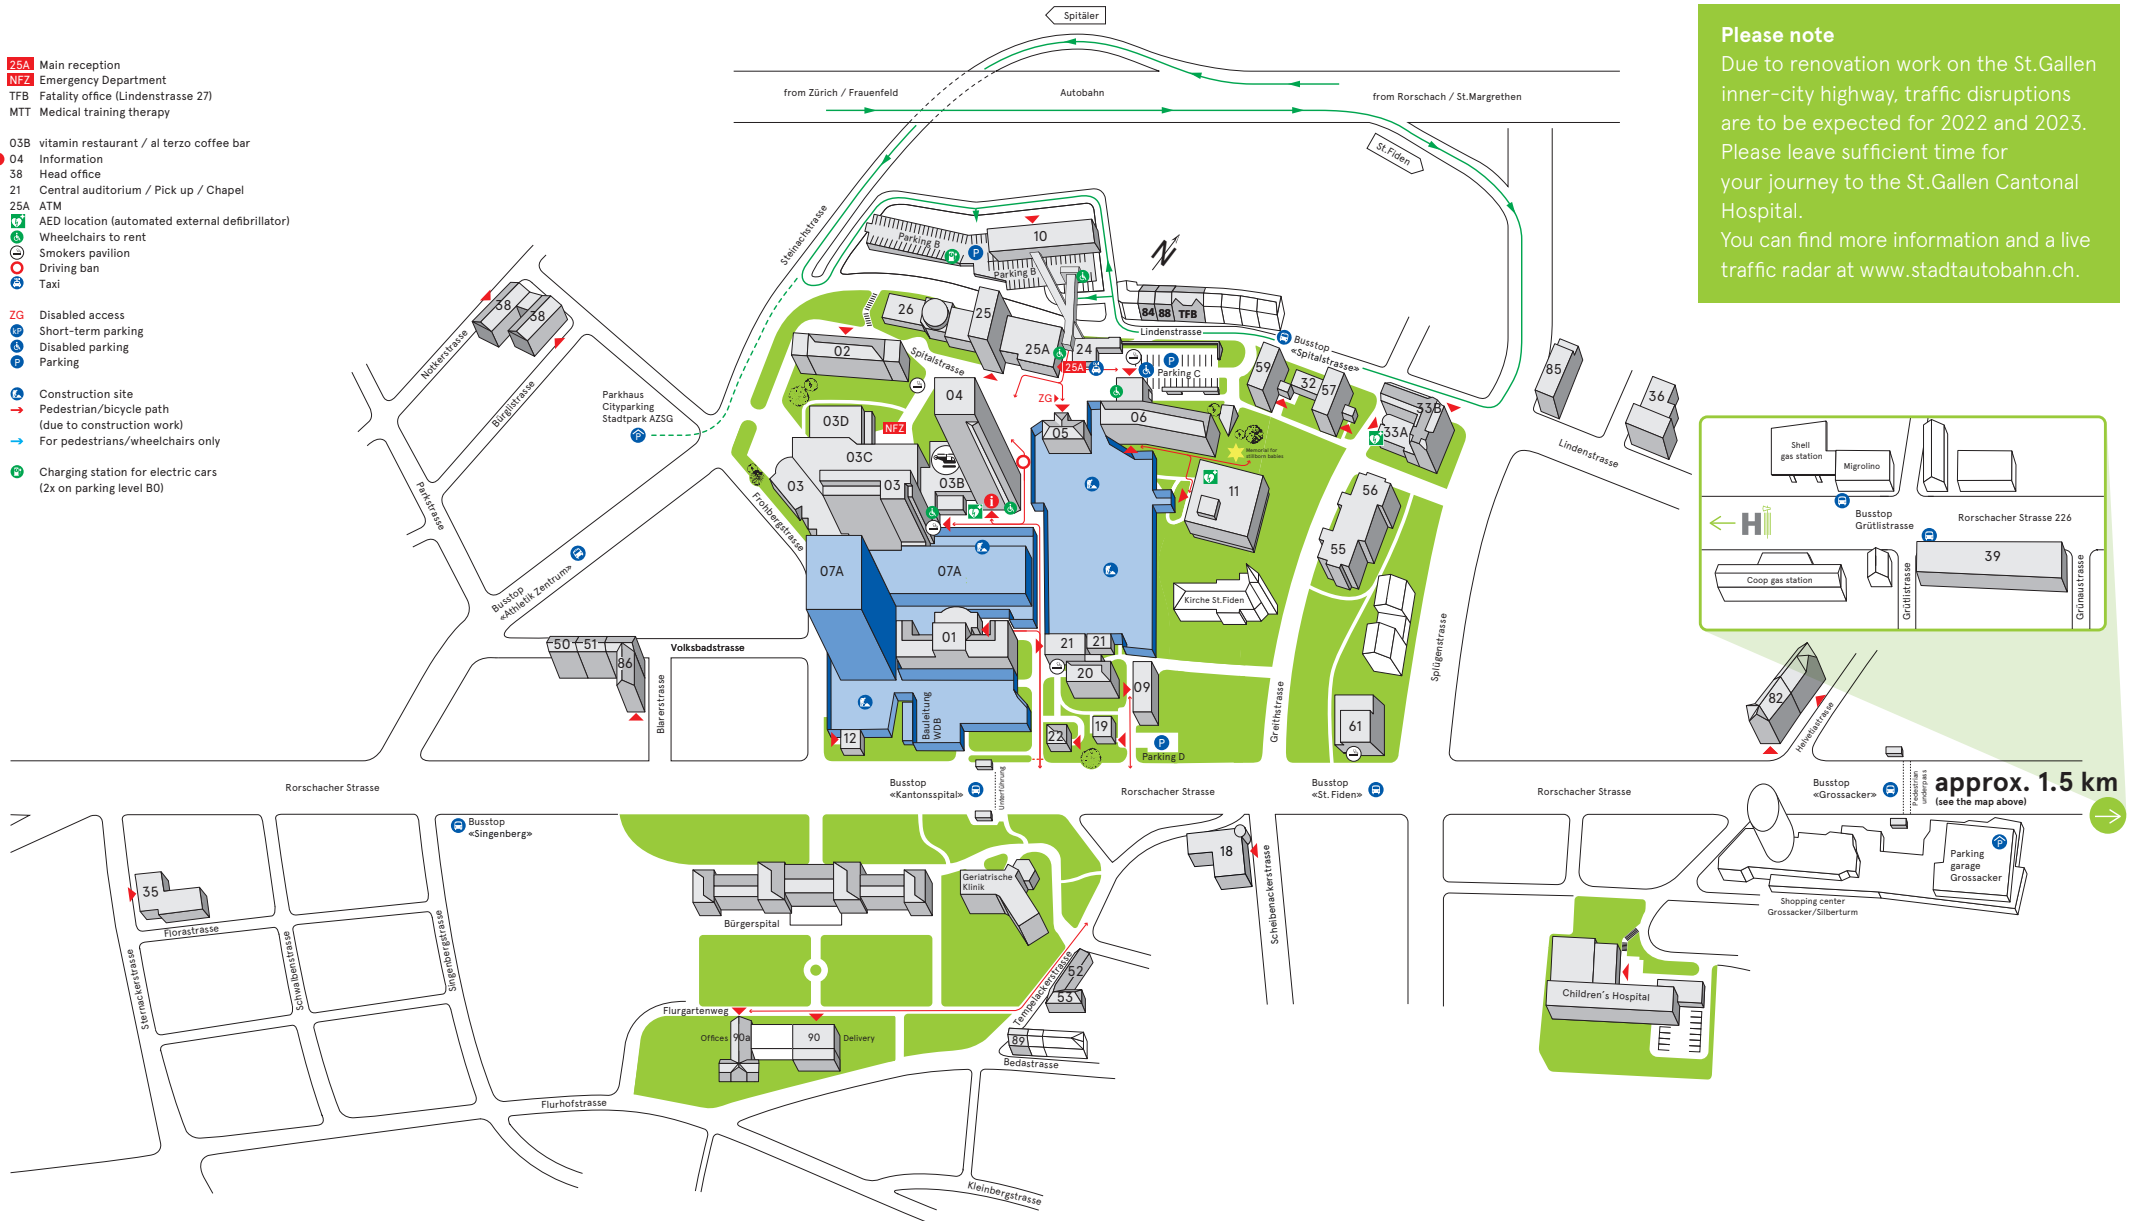 Spitäler
Please note
Due to renovation work on the St.Gallen
inner-city highway, traffic disruptions
are to be expected for 2022 and 2023.
Please leave sufficient time for
your journey to the St.Gallen Cantonal
Hospital.
You can find more information and a live
traffic radar at www.stadtautobahn.ch.
25A Main reception
NFZ Emergency Department
TFB Fatality office (Lindenstrasse 27)
MTT Medical training therapy
03B vitamin restaurant / al terzo coffee bar
04 Information
38 Head office
21 Central auditorium / Pick up / Chapel
25A ATM
AED location (automated external defibrillator)
Wheelchairs to rent
Smokers pavilion
Driving ban
Taxi
ZG Disabled access
kP Short-term parking
Disabled parking
P Parking
Construction site
Pedestrian/bicycle path
(due to construction work)
For pedestrians/wheelchairs only
Charging station for electric cars
(2x on parking level B0)
from Zürich / Frauenfeld
Autobahn
from Rorschach / St.Margrethen
St.Fiden
Steinachstrasse
Parking B
P
10
Parking B
N
84 88 TFB
Lindenstrasse
Busstop
«Spitalstrasse»
26
25
25A
24
25A
P
Parking C
02
Spitalstrasse
38
38
Notkerstrasse
Bürglistrasse
Parkstrasse
Parkhaus
Cityparking
Stadtpark AZSG
P
59
32
57
33B
33A
85
36
Lindenstrasse
04
ZG
05
06
Memorial for
stillborn babies
03D
NFZ
03C
03
03
03B
i
11
56
55
Frohbergstrasse
Busstop
«Athletik Zentrum»
07A
07A
01
Kirche St.Fiden
Shell
gas station
Migrolino
Busstop
Grütlistrasse
Rorschacher Strasse 226
H
39
Coop gas station
Grütlistrasse
Grünaustrasse
50
51
86
Volksbadstrasse
Blarerstrasse
21
21
20
09
19
22
12
Bauleitung
WDB
P
Parking D
Greithstrasse
Splügenstrasse
61
82
Helvetiastrasse
Rorschacher Strasse
Busstop
«Kantonsspital»
Unterführung
Rorschacher Strasse
Busstop
«St. Fiden»
Rorschacher Strasse
Busstop
«Grossacker»
Pedestrian
underpass
approx. 1.5 km
(see the map above)
Busstop
«Singenberg»
35
Florastrasse
Sternackerstrasse
Schwalbenstrasse
Singenbergstrasse
Bürgerspital
Geriatrische
Klinik
18
Scheibenackerstrasse
P
Parking
garage
Grossacker
Shopping center
Grossacker/Silberturm
Children's Hospital
52
53
Tempelackerstrasse
Flurgartenweg
Offices
90a
90
Delivery
89
Bedastrasse
Flurhofstrasse
Kleinbergstrasse